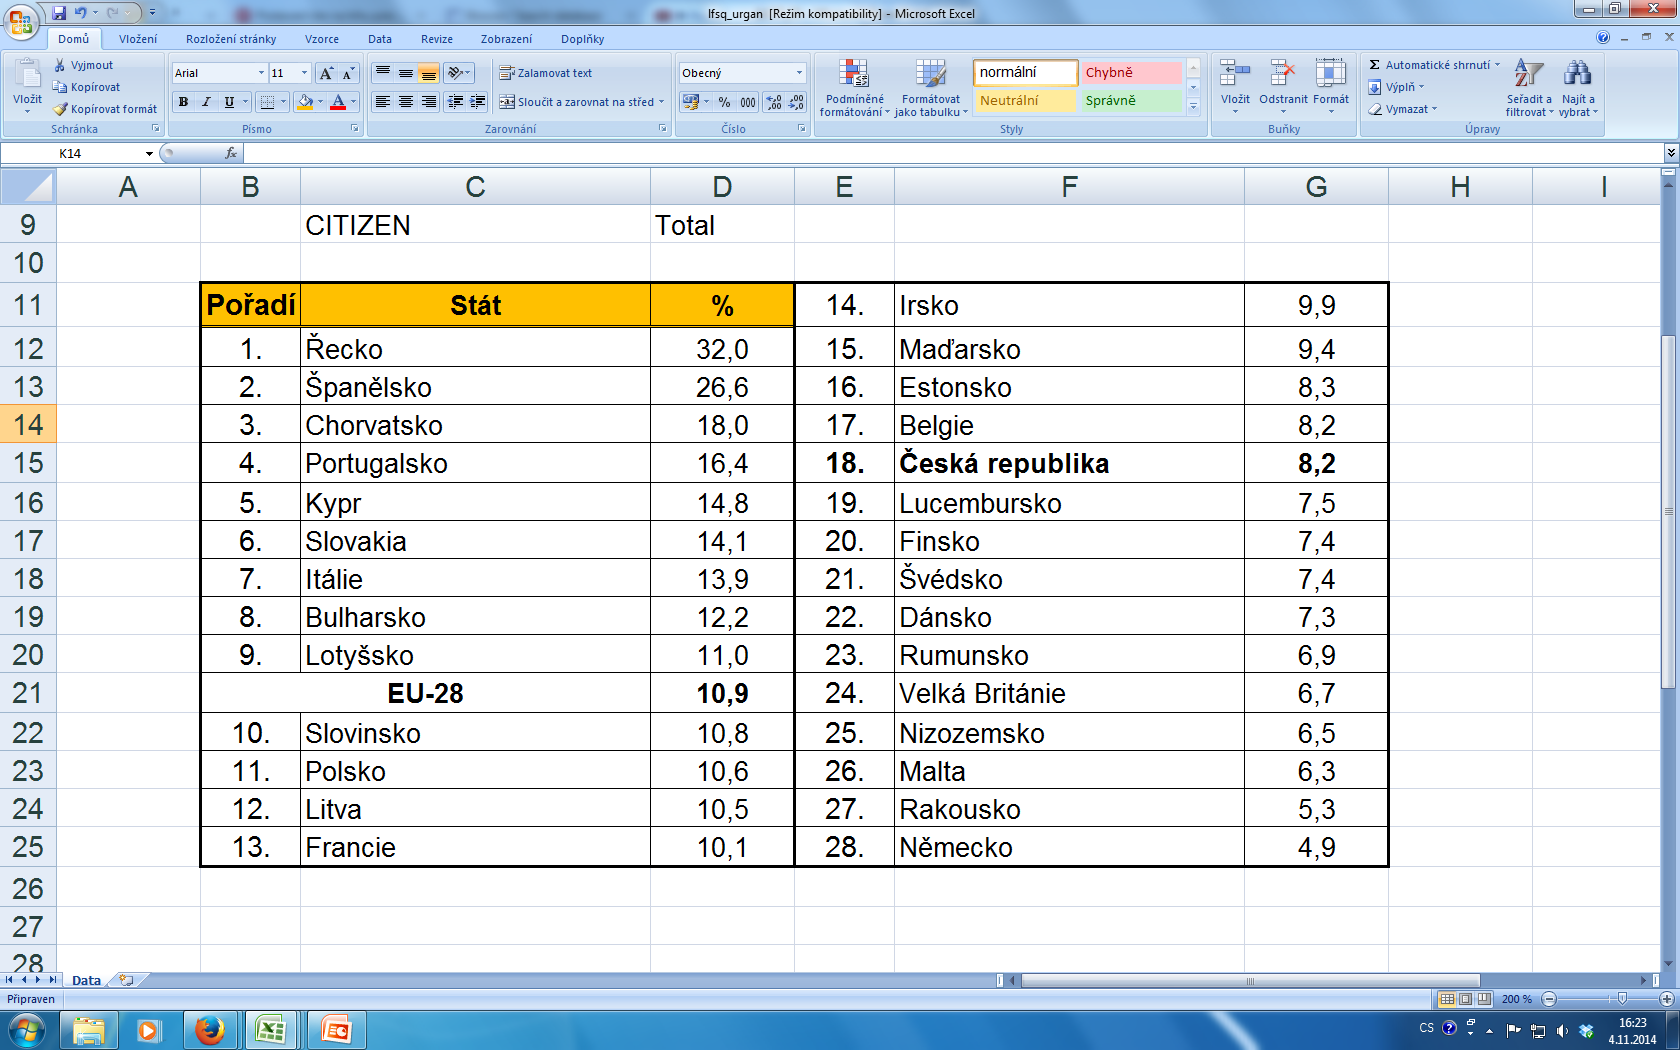 lfsq_urgan [Režim kompatibility] - Microsoft Excel
Domů Vložení Rozložení stránky Vzorce Data Revize Zobrazení Doplňky
Vložit
Vyjmout
Kopírovat
Kopírovat formát
Schránka
Arial 11
B I U
Písmo
Zalamovat text
Sloučit a zarovnat na střed
Zarovnání
Obecný
% 000
Číslo
Podmíněné formátování
Formátovat jako tabulku
normální Chybně
Neutrální Správně
Styly
Vložit Odstranit Formát
Buňky
Σ Automatické shrnutí
Výplň
Vymazat
Seřadit a filtrovat
Najít a vybrat
Úpravy
K14 fx
A B C D E F G H I
9 CITIZEN Total
10
11 Pořadí Stát % 14. Irsko 9,9
12 1. Řecko 32,0 15. Maďarsko 9,4
13 2. Španělsko 26,6 16. Estonsko 8,3
14 3. Chorvatsko 18,0 17. Belgie 8,2
15 4. Portugalsko 16,4 18. Česká republika 8,2
16 5. Kypr 14,8 19. Lucembursko 7,5
17 6. Slovakia 14,1 20. Finsko 7,4
18 7. Itálie 13,9 21. Švédsko 7,4
19 8. Bulharsko 12,2 22. Dánsko 7,3
20 9. Lotyšsko 11,0 23. Rumunsko 6,9
21 EU-28 10,9 24. Velká Británie 6,7
22 10. Slovinsko 10,8 25. Nizozemsko 6,5
23 11. Polsko 10,6 26. Malta 6,3
24 12. Litva 10,5 27. Rakousko 5,3
25 13. Francie 10,1 28. Německo 4,9
26
27
28
Data
Připraven 200 %
CS 16:23
4.11.2014